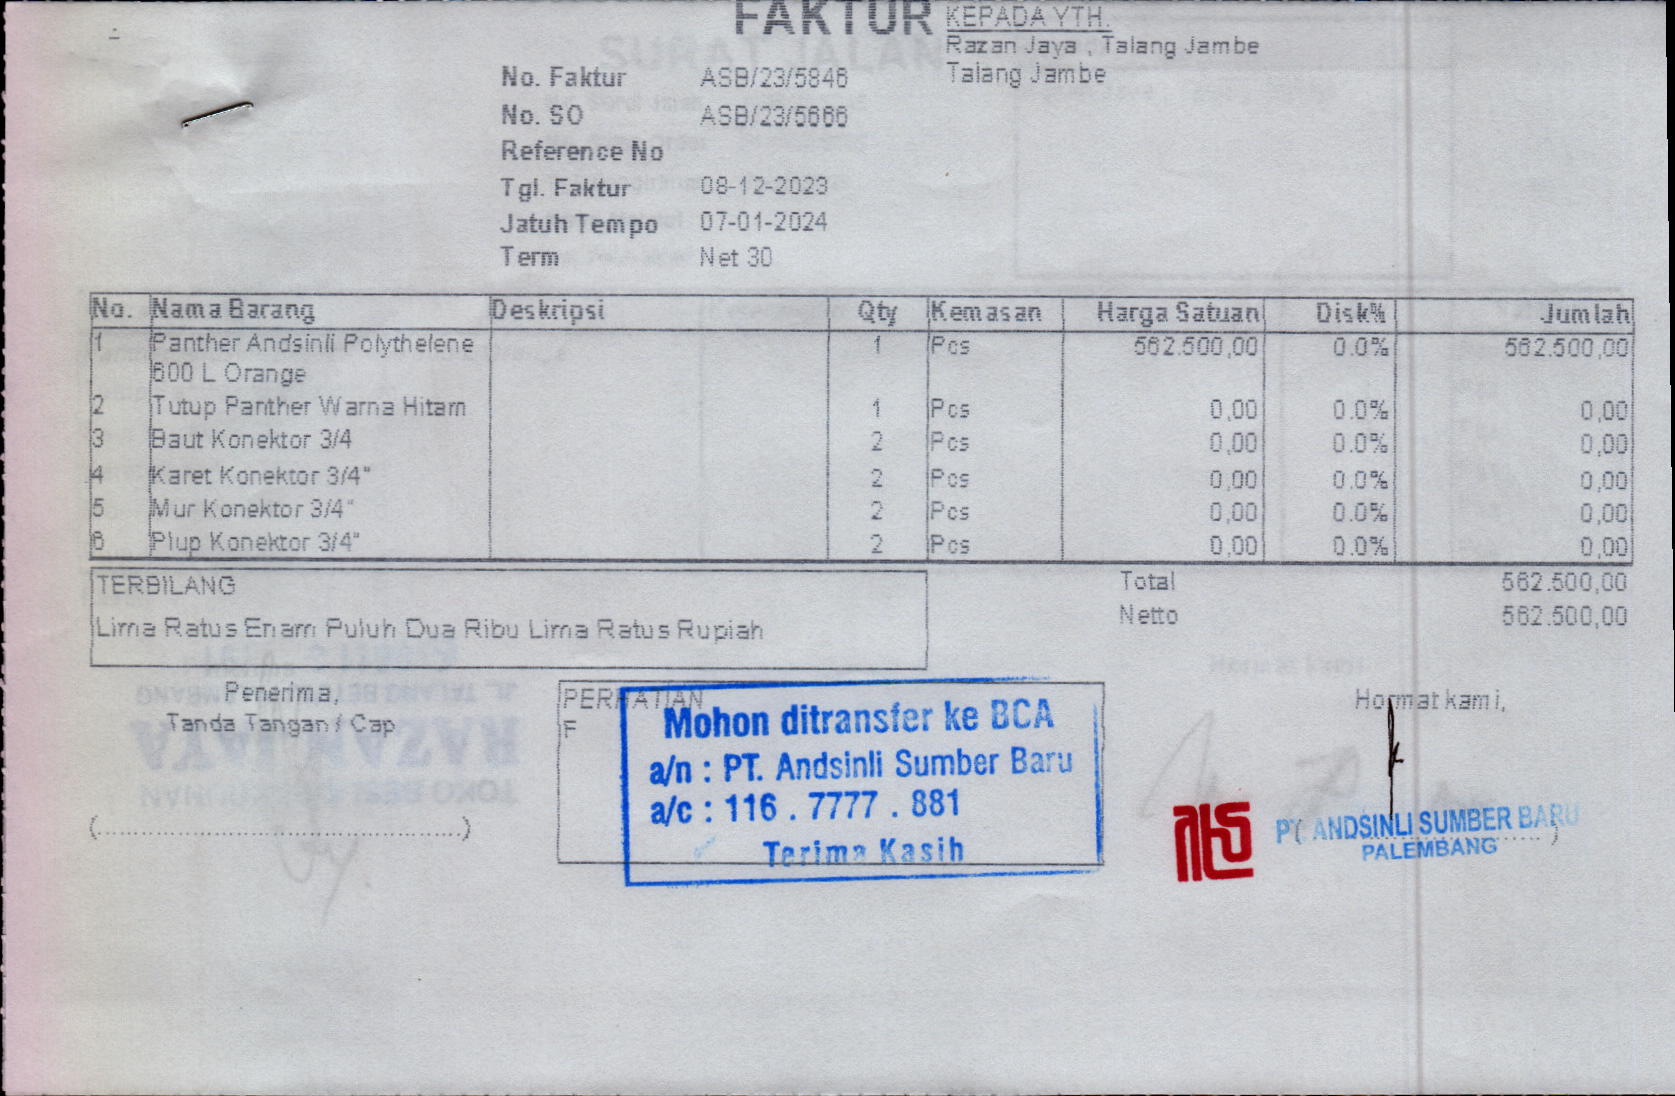 FAKTUR
KEPADA YTH.
Razan Jaya , Talang Jambe
Talang Jambe
SURAT JALAN
No. Faktur ASB/23/5846
No. SO ASB/23/5666
Reference No
Tgl. Faktur 08-12-2023
Jatuh Tempo 07-01-2024
Term Net 30
No. Nama Barang Deskripsi Qty Kemasan Harga Satuan Disk% Jumlah
1 Panther Andsinli Polythelene 1 Pcs 562.500,00 0.0% 562.500,00
600 L Orange
2 Tutup Panther Warna Hitam 1 Pcs 0,00 0.0% 0,00
3 Baut Konektor 3/4 2 Pcs 0,00 0.0% 0,00
4 Karet Konektor 3/4" 2 Pcs 0,00 0.0% 0,00
5 Mur Konektor 3/4" 2 Pcs 0,00 0.0% 0,00
6 Plup Konektor 3/4" 2 Pcs 0,00 0.0% 0,00
TERBILANG
Lima Ratus Enam Puluh Dua Ribu Lima Ratus Rupiah
Total 562.500,00
Netto 562.500,00
Penerima,
Tanda Tangan / Cap
(........................................................)
PERHATIAN
F
Mohon ditransfer ke BCA
a/n : PT. Andsinli Sumber Baru
a/c : 116 . 7777 . 881
Terima Kasih
Hormat kami,
PT. ANDSINLI SUMBER BARU
PALEMBANG